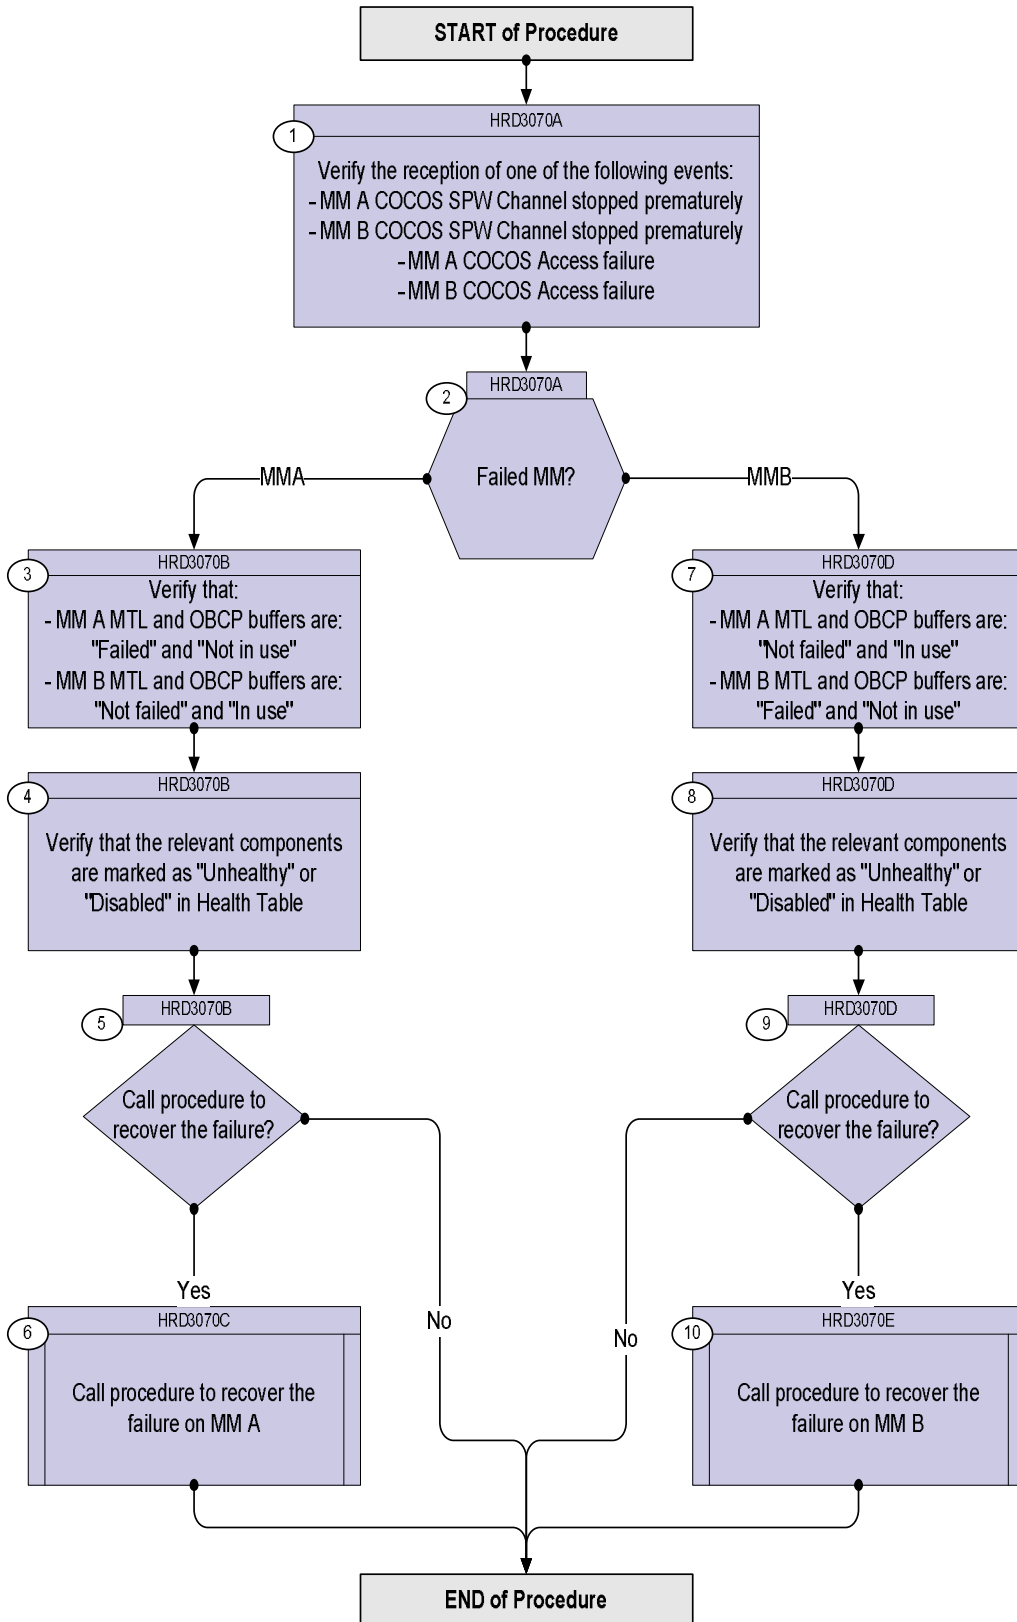 START of Procedure
HRD3070A
1
Verify the reception of one of the following events:
- MM A COCOS SPW Channel stopped prematurely
- MM B COCOS SPW Channel stopped prematurely
- MM A COCOS Access failure
- MM B COCOS Access failure
HRD3070A
2
Failed MM?
MMA
MMB
HRD3070B
3
Verify that:
- MM A MTL and OBCP buffers are:
"Failed" and "Not in use"
- MM B MTL and OBCP buffers are:
"Not failed" and "In use"
HRD3070D
7
Verify that:
- MM A MTL and OBCP buffers are:
"Not failed" and "In use"
- MM B MTL and OBCP buffers are:
"Failed" and "Not in use"
HRD3070B
4
Verify that the relevant components
are marked as "Unhealthy" or
"Disabled" in Health Table
HRD3070D
8
Verify that the relevant components
are marked as "Unhealthy" or
"Disabled" in Health Table
HRD3070B
5
Call procedure to
recover the failure?
HRD3070D
9
Call procedure to
recover the failure?
Yes
No
No
Yes
HRD3070C
6
Call procedure to recover the
failure on MM A
HRD3070E
10
Call procedure to recover the
failure on MM B
END of Procedure